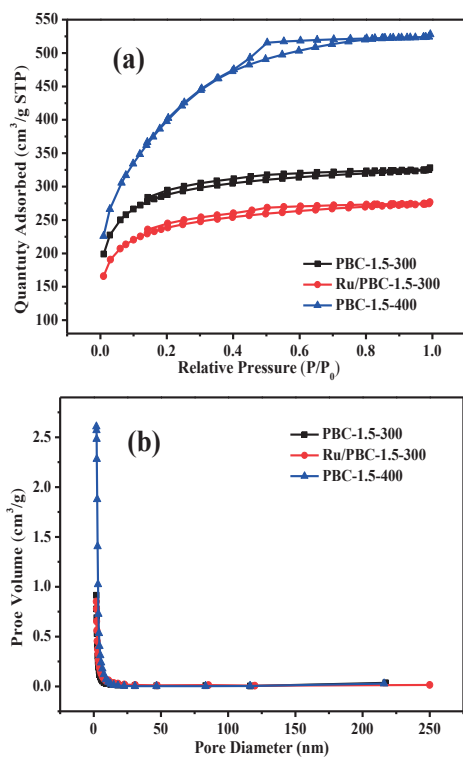 550
500
450
400
350
300
250
200
150
100
Quantuty Adsorbed (cm³/g STP)
(a)
PBC-1.5-300
Ru/PBC-1.5-300
PBC-1.5-400
0.0 0.2 0.4 0.6 0.8 1.0
Relative Pressure (P/P₀)
2.5
2.0
1.5
1.0
0.5
0.0
Proe Volume (cm³/g)
(b)
PBC-1.5-300
Ru/PBC-1.5-300
PBC-1.5-400
0 50 100 150 200 250
Pore Diameter (nm)